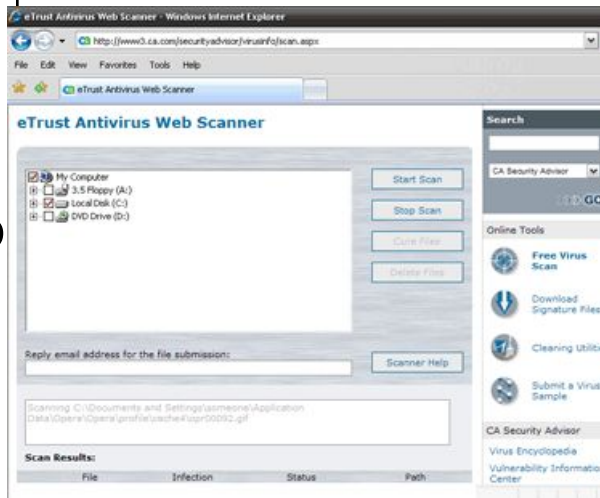 eTrust Antivirus Web Scanner - Windows Internet Explorer
http://www3.ca.com/securityadvisor/virusinfo/scan.aspx
File Edit View Favorites Tools Help
eTrust Antivirus Web Scanner
eTrust Antivirus Web Scanner
My Computer
3.5 Floppy (A:)
Local Disk (C:)
DVD Drive (D:)
Start Scan
Stop Scan
Cure Files
Delete Files
Reply email address for the file submission:
Scanner Help
Scanning C:\Documents and Settings\asmeone\Application
Data\Opera\Opera\profile\cache4\opr00092.gif
Scan Results:
File Infection Status Path
Search
CA Security Advisor
GO
Online Tools
Free Virus
Scan
Download
Signature Files
Cleaning Utiliti
Submit a Virus
Sample
CA Security Advisor
Virus Encyclopedia
Vulnerability Informatio
Center